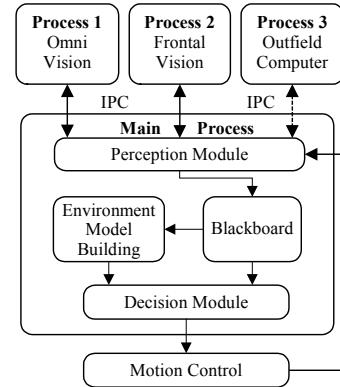 Process 1
Omni
Vision
Process 2
Frontal
Vision
Process 3
Outfield
Computer
IPC
IPC
Main Process
Perception Module
Environment
Model
Building
Blackboard
Decision Module
Motion Control